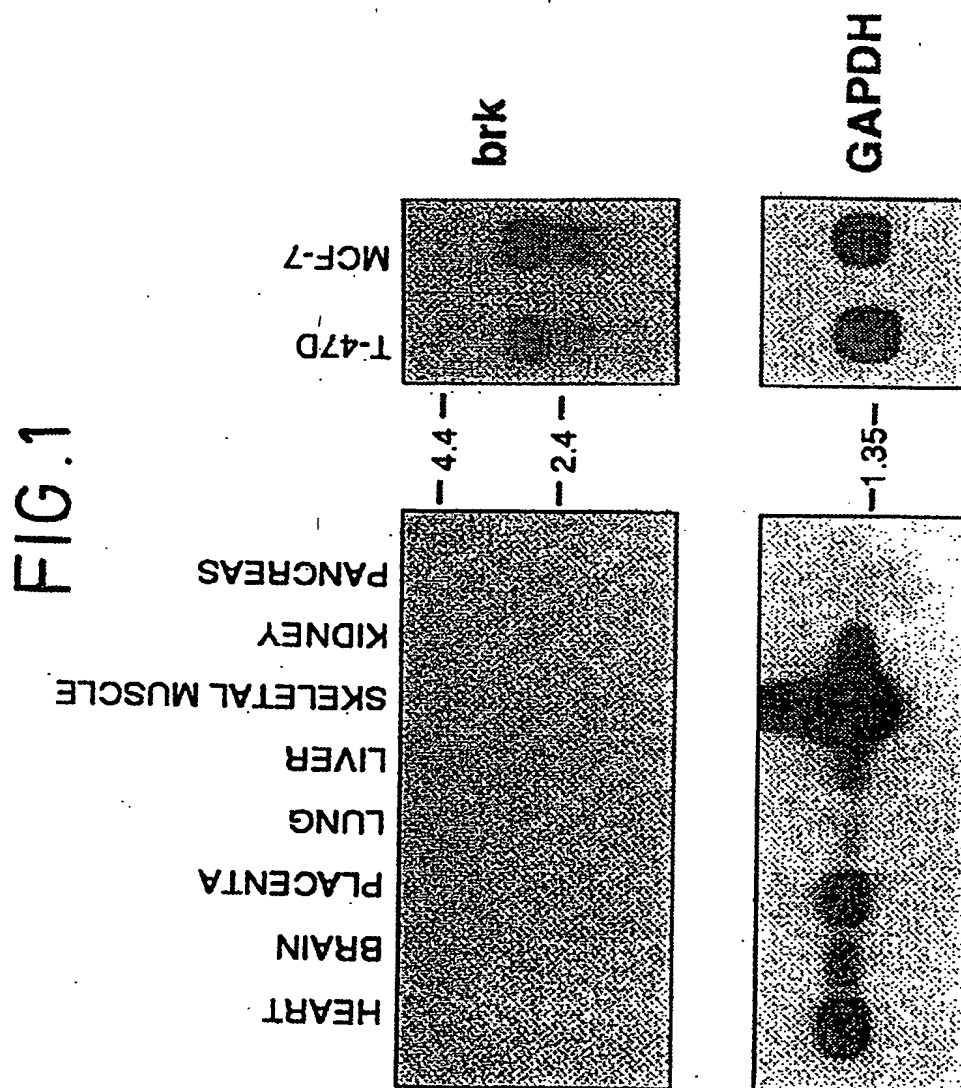 FIG.1
HEART
BRAIN
PLACENTA
LUNG
LIVER
SKELETAL MUSCLE
KIDNEY
PANCREAS
T-47D
MCF-7
4.4
2.4
brk
1.35
GAPDH